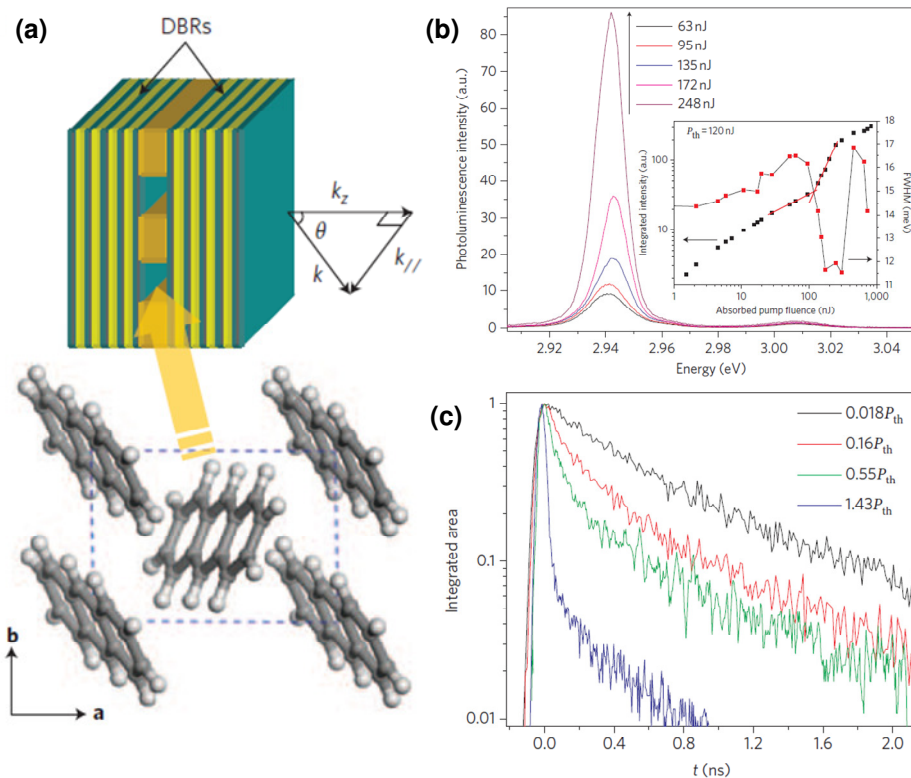 (a)
DBRs
k_z
θ
k
k_//
b
a
(b)
Photoluminescence intensity (a.u.)
80
70
60
50
40
30
20
10
0
2.92
2.94
2.96
2.98
3.00
3.02
3.04
Energy (eV)
63 nJ
95 nJ
135 nJ
172 nJ
248 nJ
P_th = 120 nJ
Integrated intensity (a.u.)
100
10
1
10
100
1,000
Absorbed pump fluence (nJ)
18
17
16
15
14
13
12
11
FWHM (meV)
(c)
Integrated area
1
0.1
0.01
0.0
0.4
0.8
1.2
1.6
2.0
t (ns)
0.018P_th
0.16P_th
0.55P_th
1.43P_th